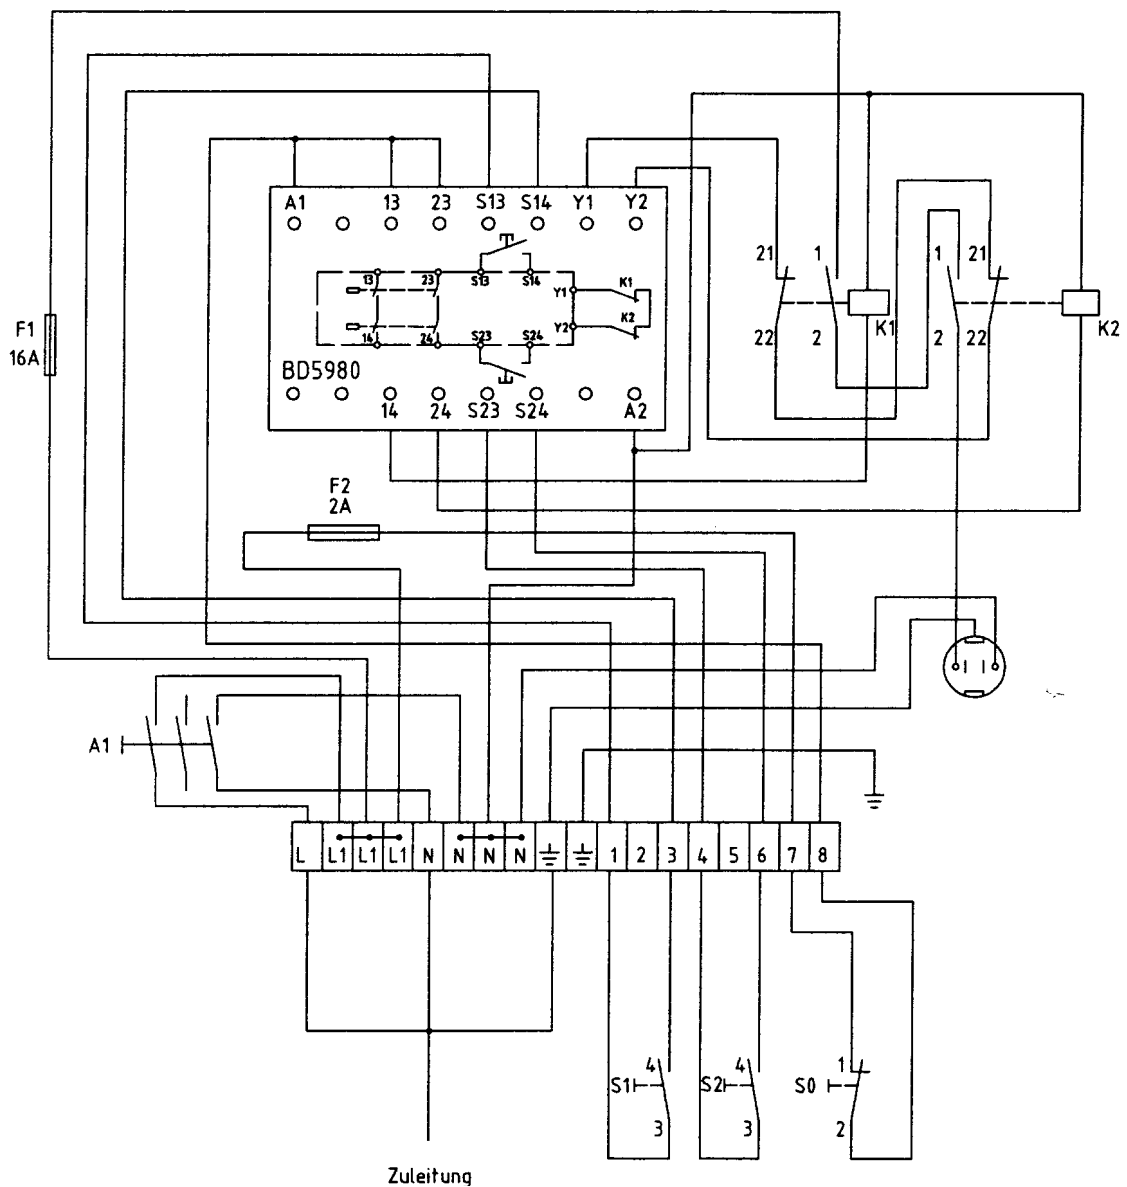 A1 13 23 S13 S14 Y1 Y2
13 23 S13 S14
Y1 K1
Y2 K2
14 24 S23 S24
BD5980
14 24 S23 S24 A2
F1
16A
F2
2A
21 1 1 21
K1 K2
22 2 2 22
A1
L L1 L1 L1 N N N N 1 2 3 4 5 6 7 8
4 4 1
S1 S2 S0
3 3 2
Zuleitung